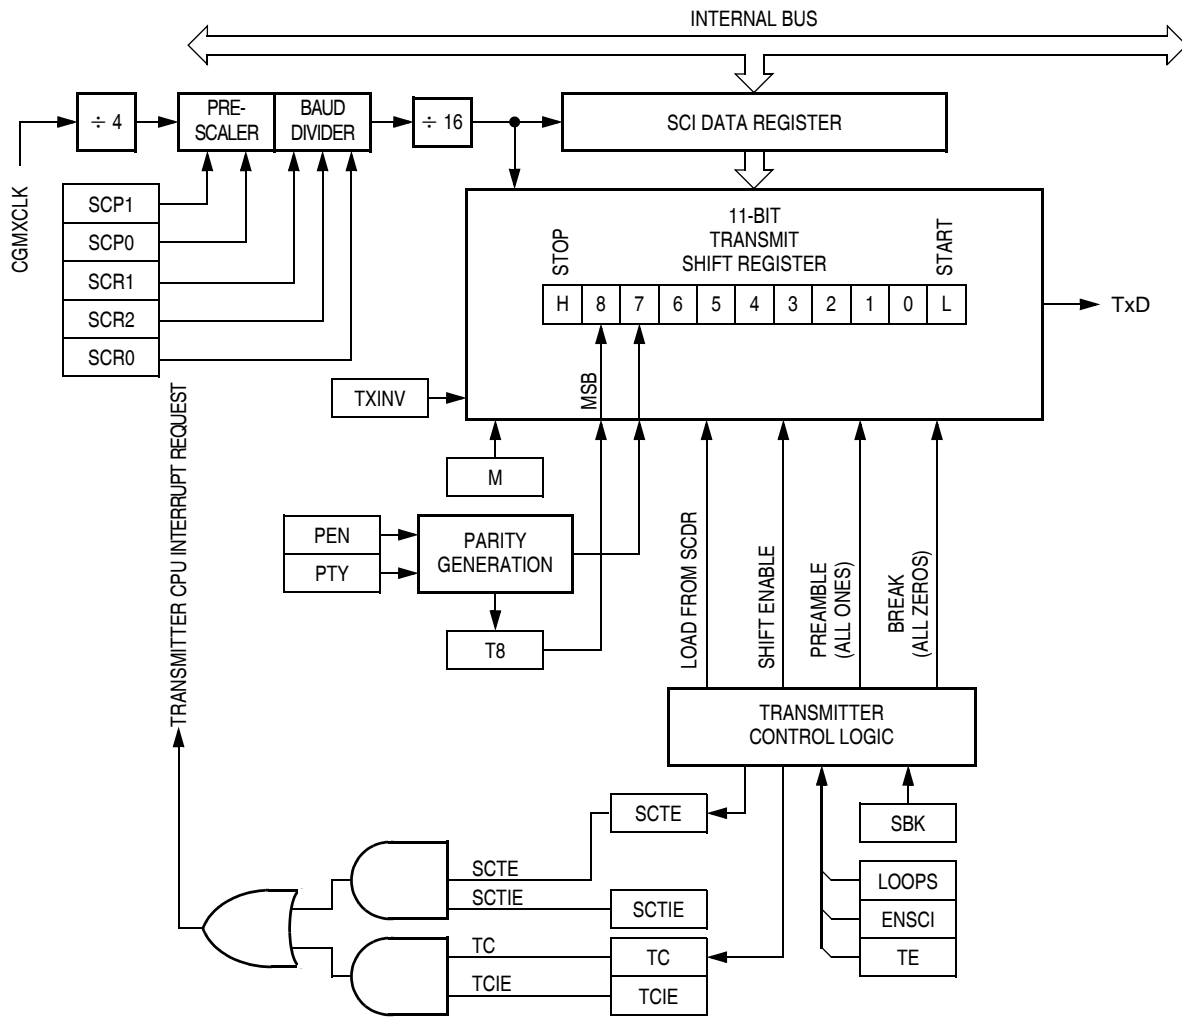 INTERNAL BUS
÷ 4
PRE-
SCALER
BAUD
DIVIDER
÷ 16
SCI DATA REGISTER
CGMXCLK
SCP1
SCP0
SCR1
SCR2
SCR0
11-BIT
TRANSMIT
SHIFT REGISTER
STOP
START
H 8 7 6 5 4 3 2 1 0 L
TxD
MSB
TXINV
M
PEN
PTY
PARITY
GENERATION
T8
TRANSMITTER CPU INTERRUPT REQUEST
LOAD FROM SCDR
SHIFT ENABLE
PREAMBLE
(ALL ONES)
BREAK
(ALL ZEROS)
TRANSMITTER
CONTROL LOGIC
SCTE
SBK
SCTE
SCTIE
SCTIE
LOOPS
ENSCI
TE
TC
TC
TCIE
TCIE